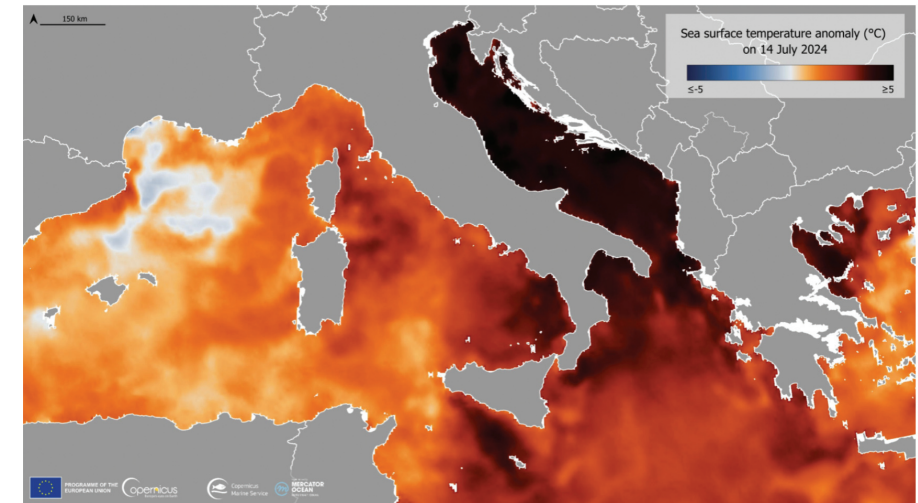 150 km
Sea surface temperature anomaly (°C)
on 14 July 2024
≤-5 ≥5
PROGRAMME OF THE
EUROPEAN UNION
Copernicus
Copernicus
Marine Service
MERCATOR
OCEAN